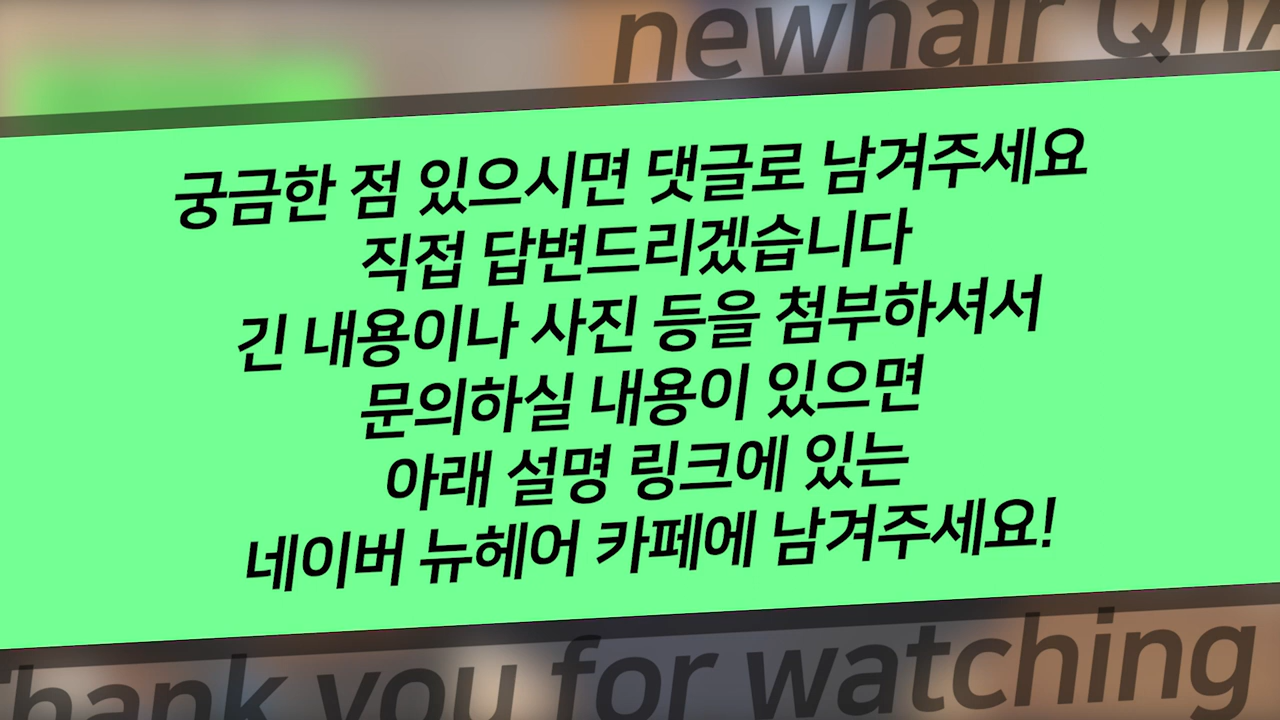 newhair QnA
궁금한 점 있으시면 댓글로 남겨주세요
직접 답변드리겠습니다
긴 내용이나 사진 등을 첨부하셔서
문의하실 내용이 있으면
아래 설명 링크에 있는
네이버 뉴헤어 카페에 남겨주세요!
Thank you for watching